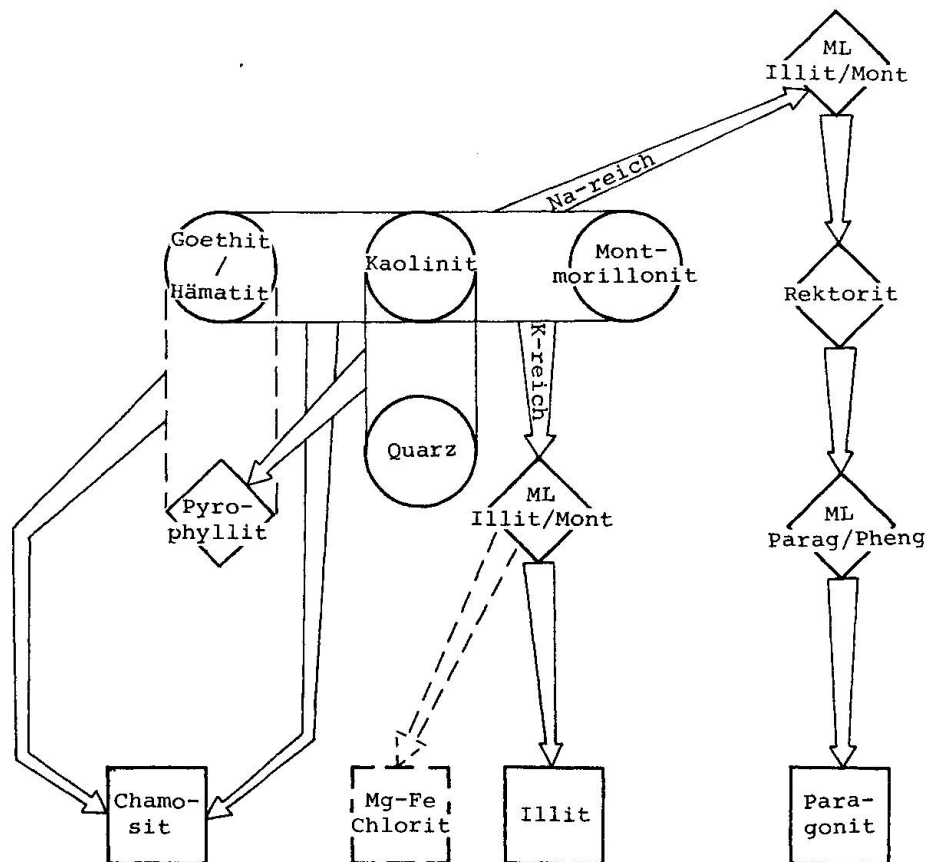 ML
Illit/Mont
Na-reich
Goethit
/
Hämatit
Kaolinit
Mont-
morillonit
Rektorit
K-reich
Quarz
Pyro-
phyllit
ML
Illit/Mont
ML
Parag/Pheng
Chamo-
sit
Mg-Fe
Chlorit
Illit
Para-
gonit